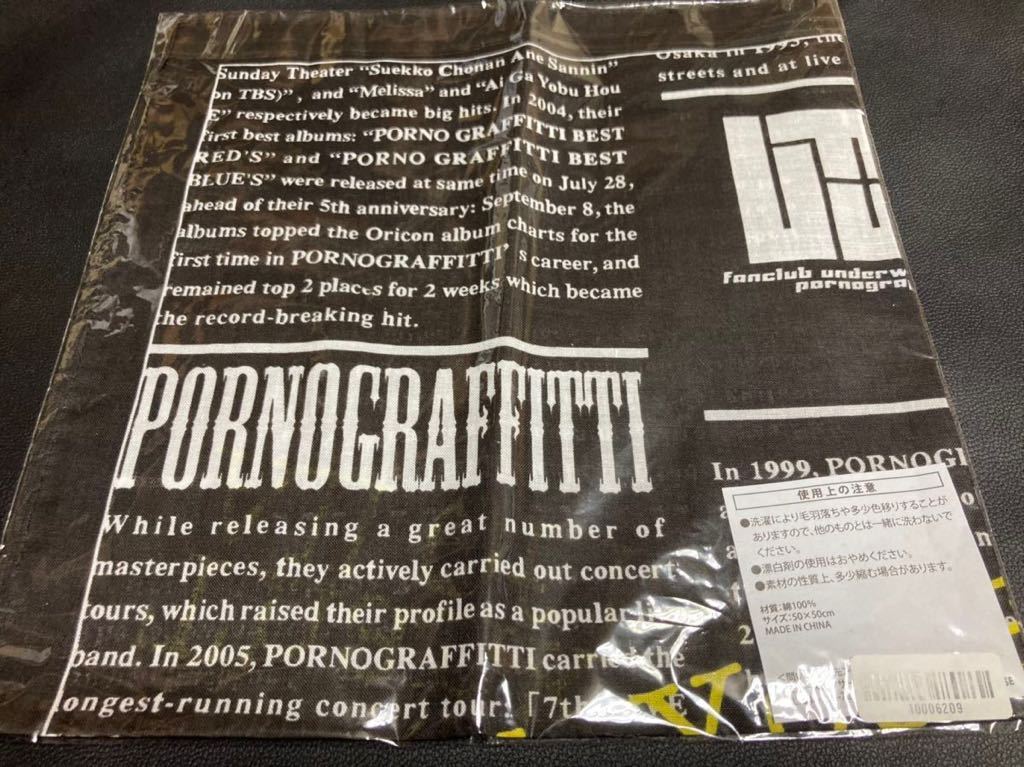 Sunday Theater "Suekko Chonan Ane Sannin"
on TBS)", and "Melissa" and "Ai Ga Yobu Hou
E" respectively became big hits. In 2004, their
first best albums: "PORNO GRAFFITTI BEST
RED'S" and "PORNO GRAFFITTI BEST
BLUE'S" were released at same time on July 28,
ahead of their 5th anniversary: September 8, the
albums topped the Oricon album charts for the
first time in PORNOGRAFFITTI' s career, and
remained top 2 places for 2 weeks which became
the record-breaking hit.
PORNOGRAFFITTI
While releasing a great number of
masterpieces, they actively carried out concert
tours, which raised their profile as a popular
band. In 2005, PORNOGRAFFITTI carried the
longest-running concert tour 「7th
Osaka in 1993, the
streets and at live
fanclub underw
pornogra
In 1999, PORNOGR
使用上の注意
●洗濯により毛羽落ちや多少色移りすることが
ありますので、他のものとは一緒に洗わないで
ください。
●漂白剤の使用はおやめください。
●素材の性質上、多少縮む場合があります。
材質:綿100%
サイズ:50×50cm
MADE IN CHINA
10006209